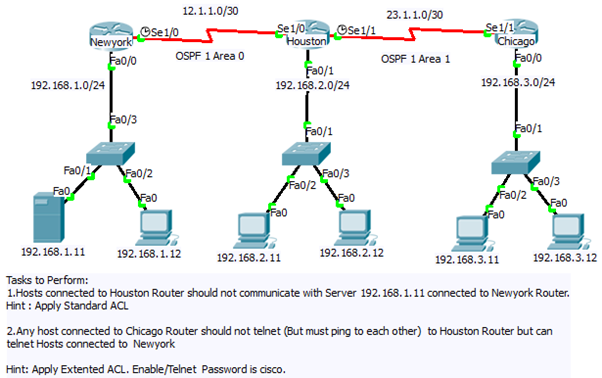 12.1.1.0/30
23.1.1.0/30
Newyork
Se1/0
Se1/0
Houston
Se1/1
Se1/1
Chicago
OSPF 1 Area 0
OSPF 1 Area 1
Fa0/0
Fa0/1
Fa0/0
192.168.1.0/24
192.168.2.0/24
192.168.3.0/24
Fa0/3
Fa0/1
Fa0/1
Fa0/1
Fa0/2
Fa0/2
Fa0/3
Fa0/2
Fa0/3
Fa0
Fa0
Fa0
Fa0
Fa0
Fa0
192.168.1.11
192.168.1.12
192.168.2.11
192.168.2.12
192.168.3.11
192.168.3.12
Tasks to Perform:
1.Hosts connected to Houston Router should not communicate with Server 192.168.1.11 connected to Newyork Router.
Hint : Apply Standard ACL
2.Any host connected to Chicago Router should not telnet (But must ping to each other) to Houston Router but can
telnet Hosts connected to Newyork
Hint: Apply Extented ACL. Enable/Telnet Password is cisco.